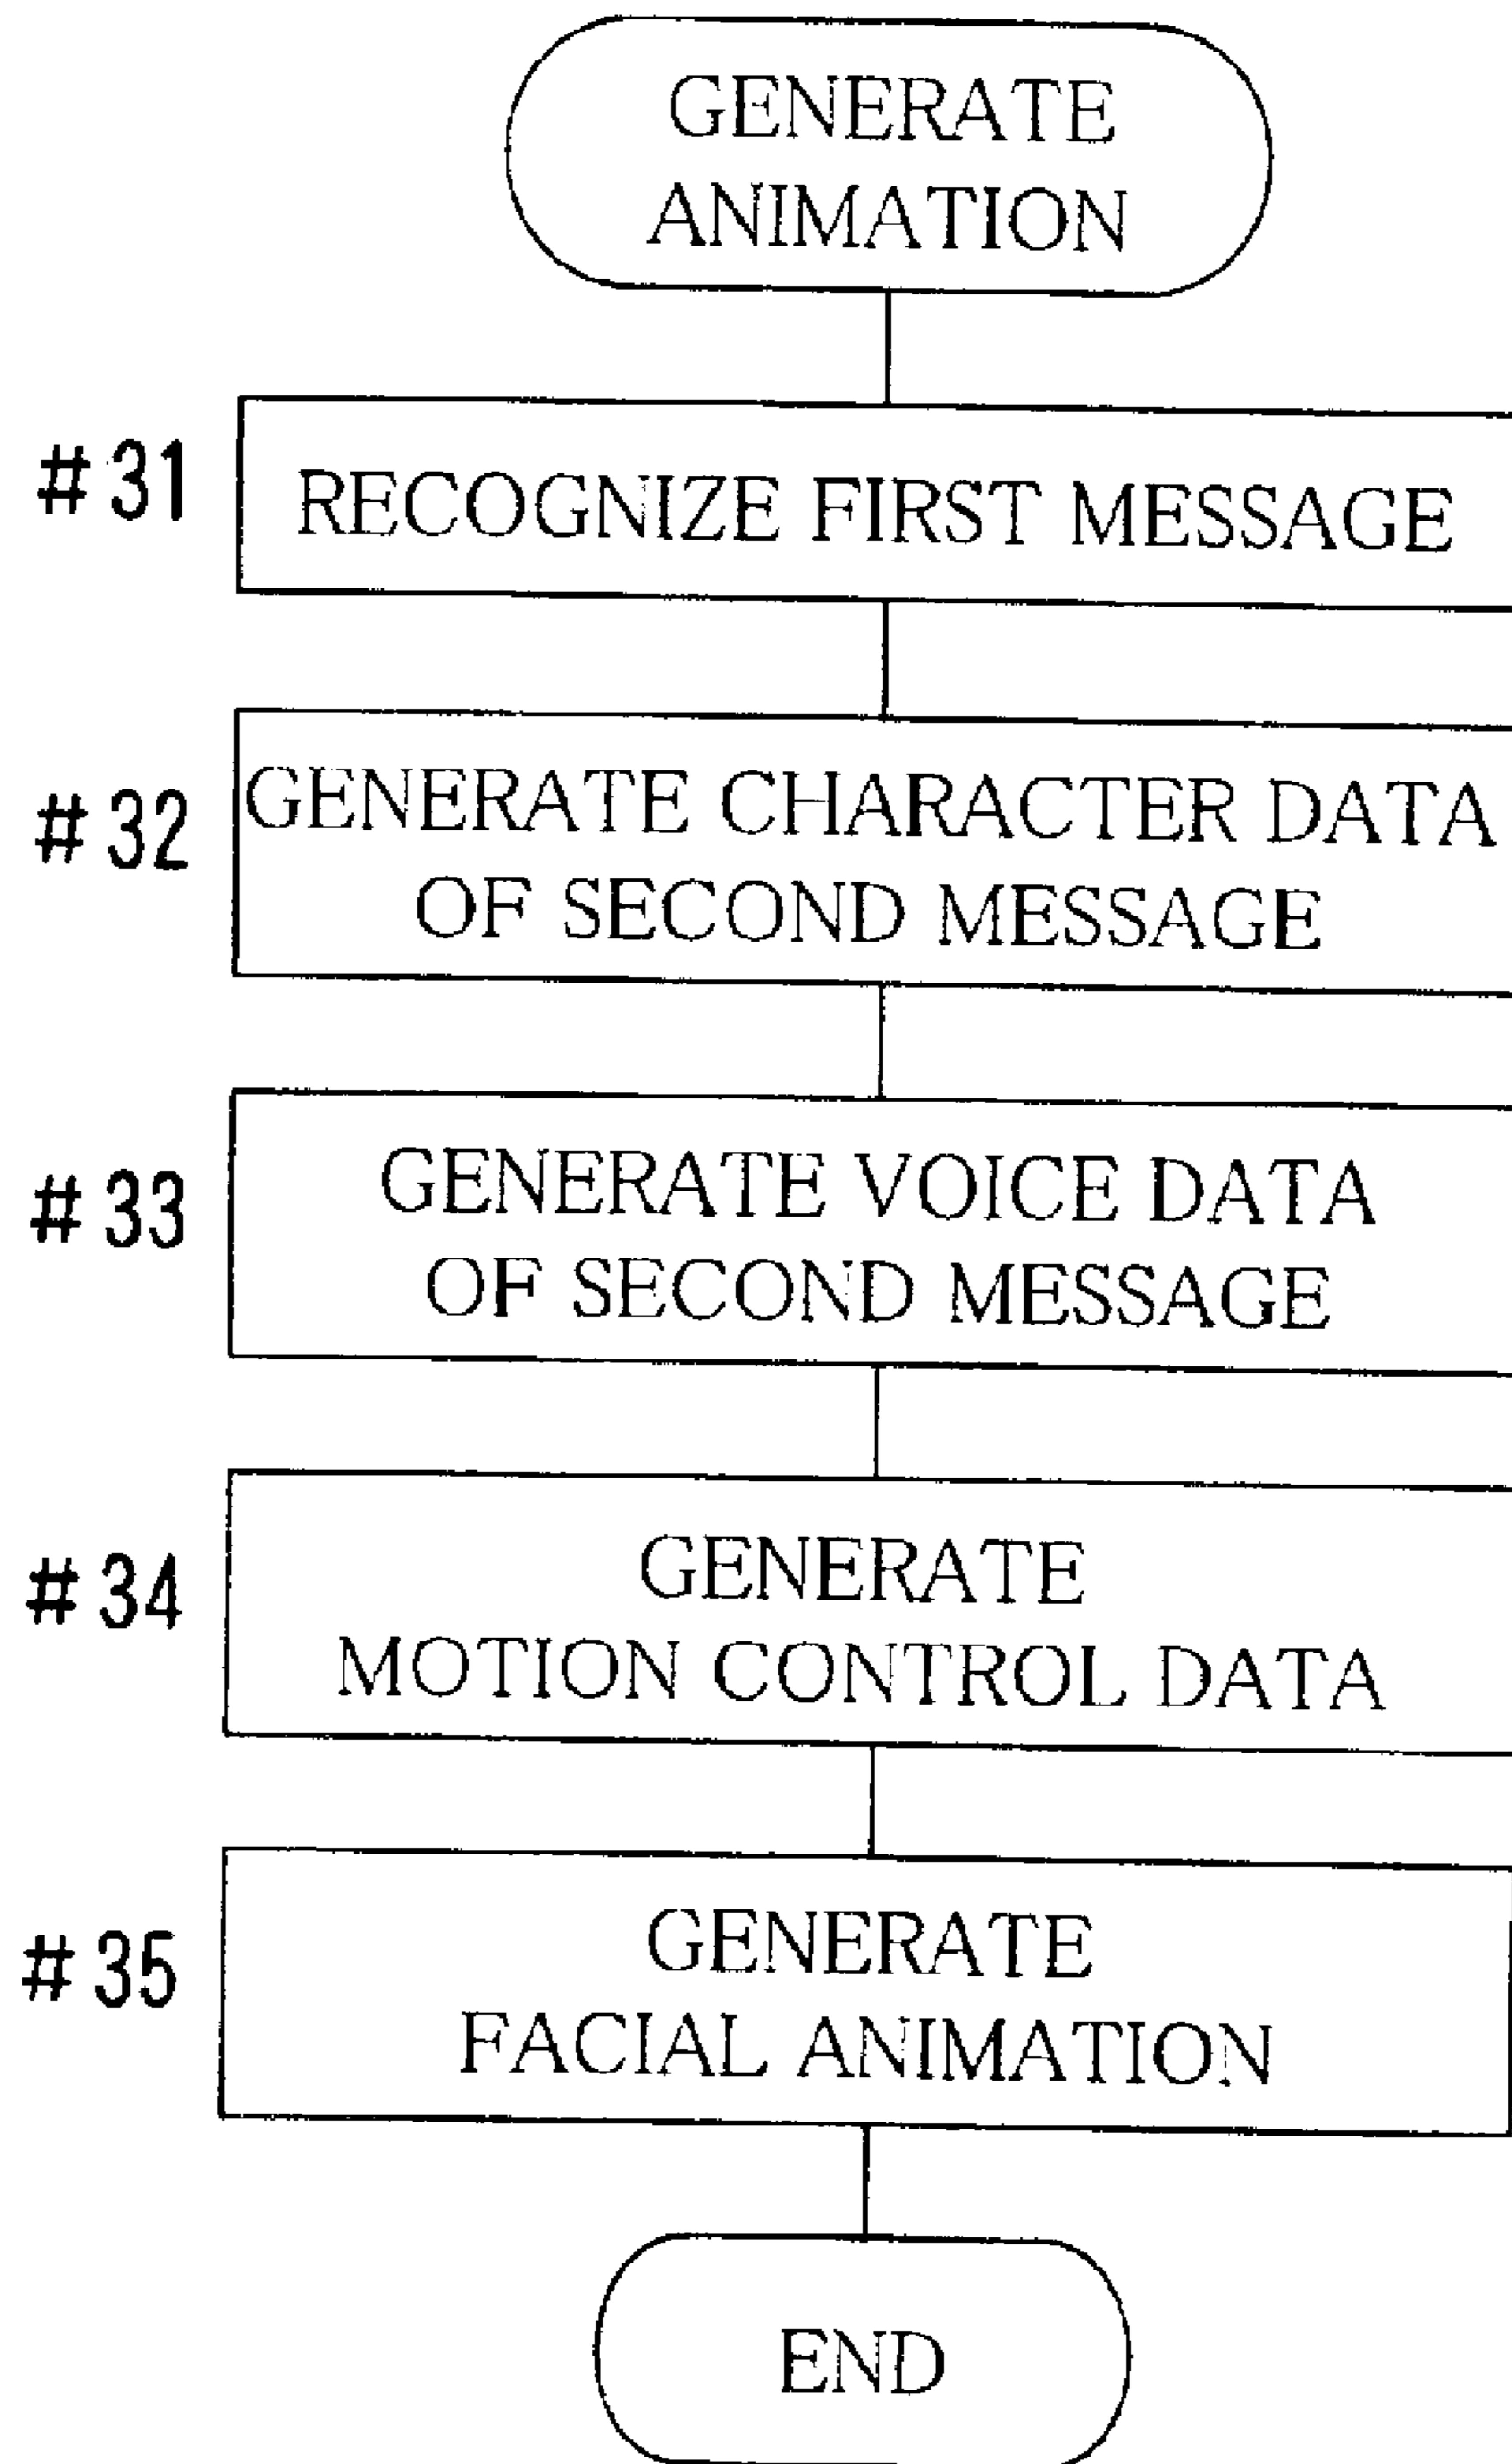 GENERATE
ANIMATION
#31
RECOGNIZE FIRST MESSAGE
#32
GENERATE CHARACTER DATA
OF SECOND MESSAGE
#33
GENERATE VOICE DATA
OF SECOND MESSAGE
#34
GENERATE
MOTION CONTROL DATA
#35
GENERATE
FACIAL ANIMATION
END